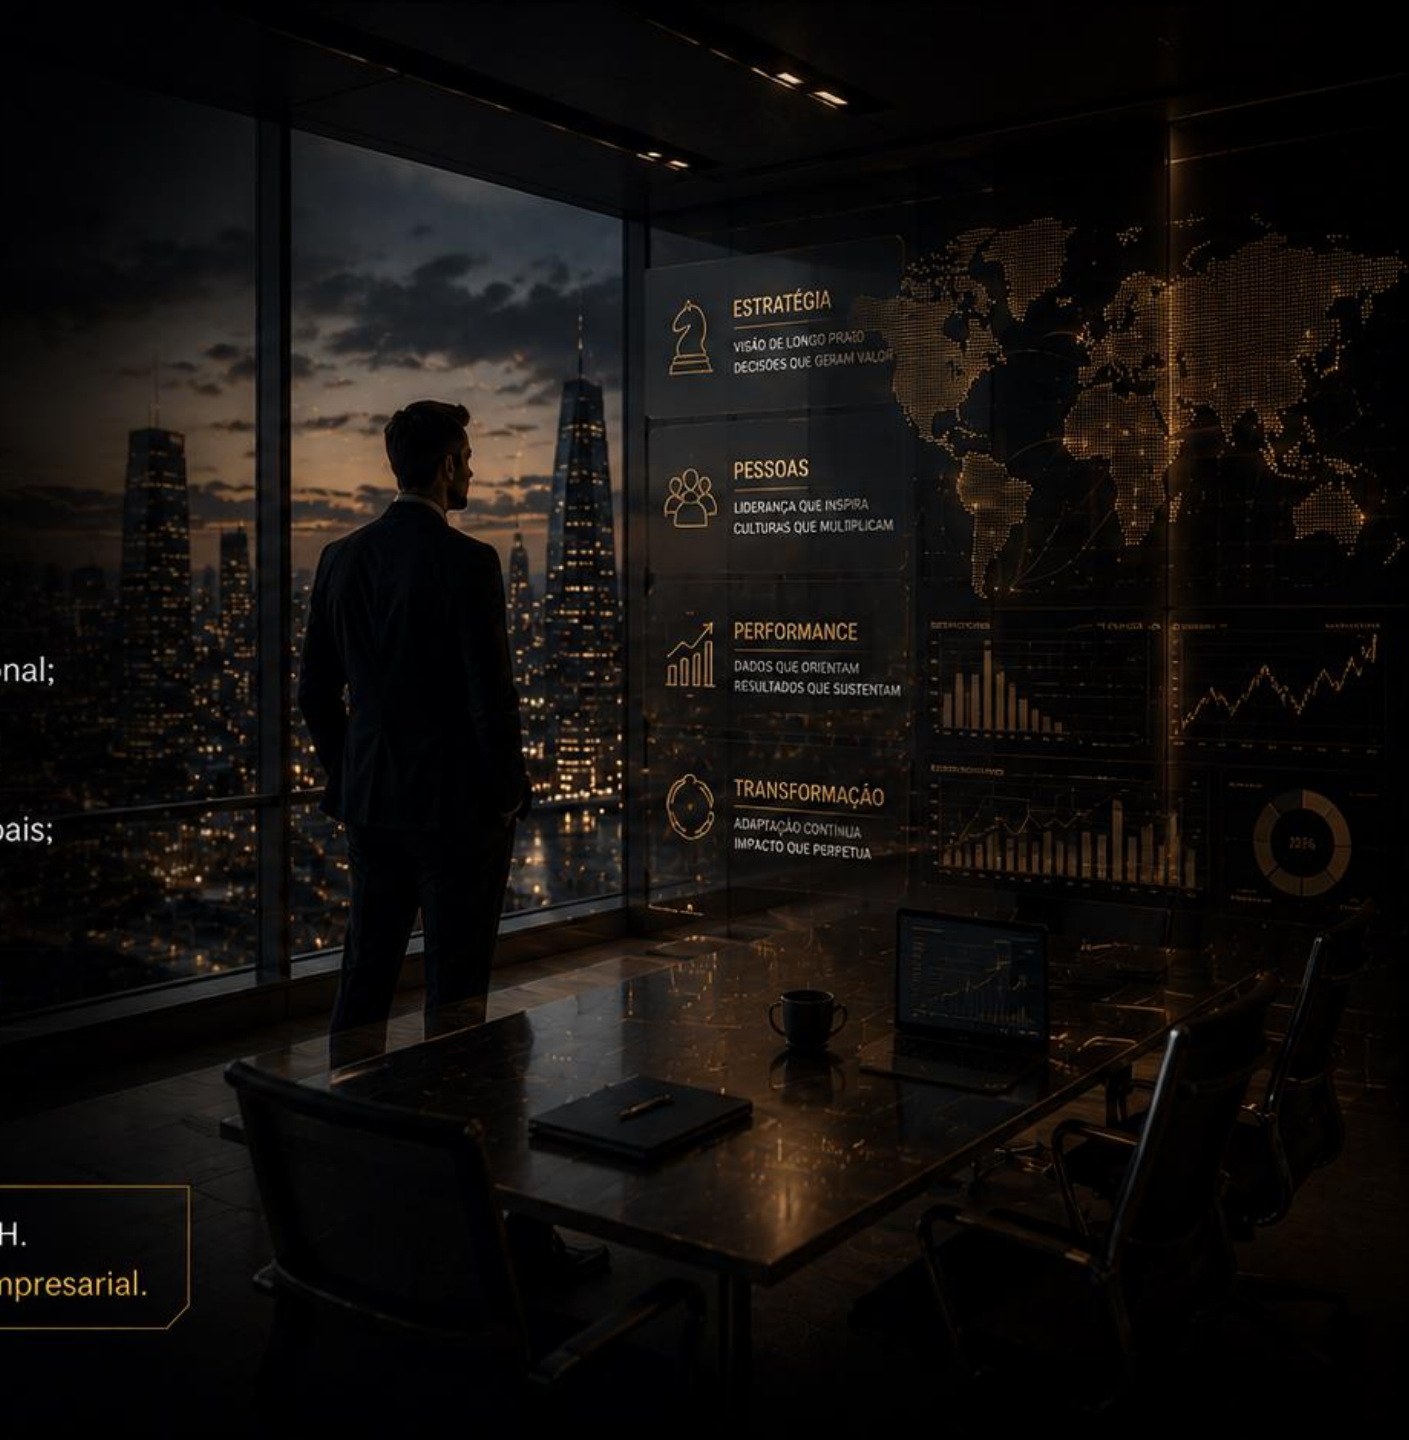 ESTRATÉGIA
VISÃO DE LONGO PRAZO
DECISÕES QUE GERAM VALOR
PESSOAS
LIDERANÇA QUE INSPIRA
CULTURAS QUE MULTIPLICAM
PERFORMANCE
DADOS QUE ORIENTAM
RESULTADOS QUE SUSTENTAM
TRANSFORMAÇÃO
ADAPTAÇÃO CONTÍNUA
IMPACTO QUE PERPETUA
onal;
pais;
H.
mpresarial.